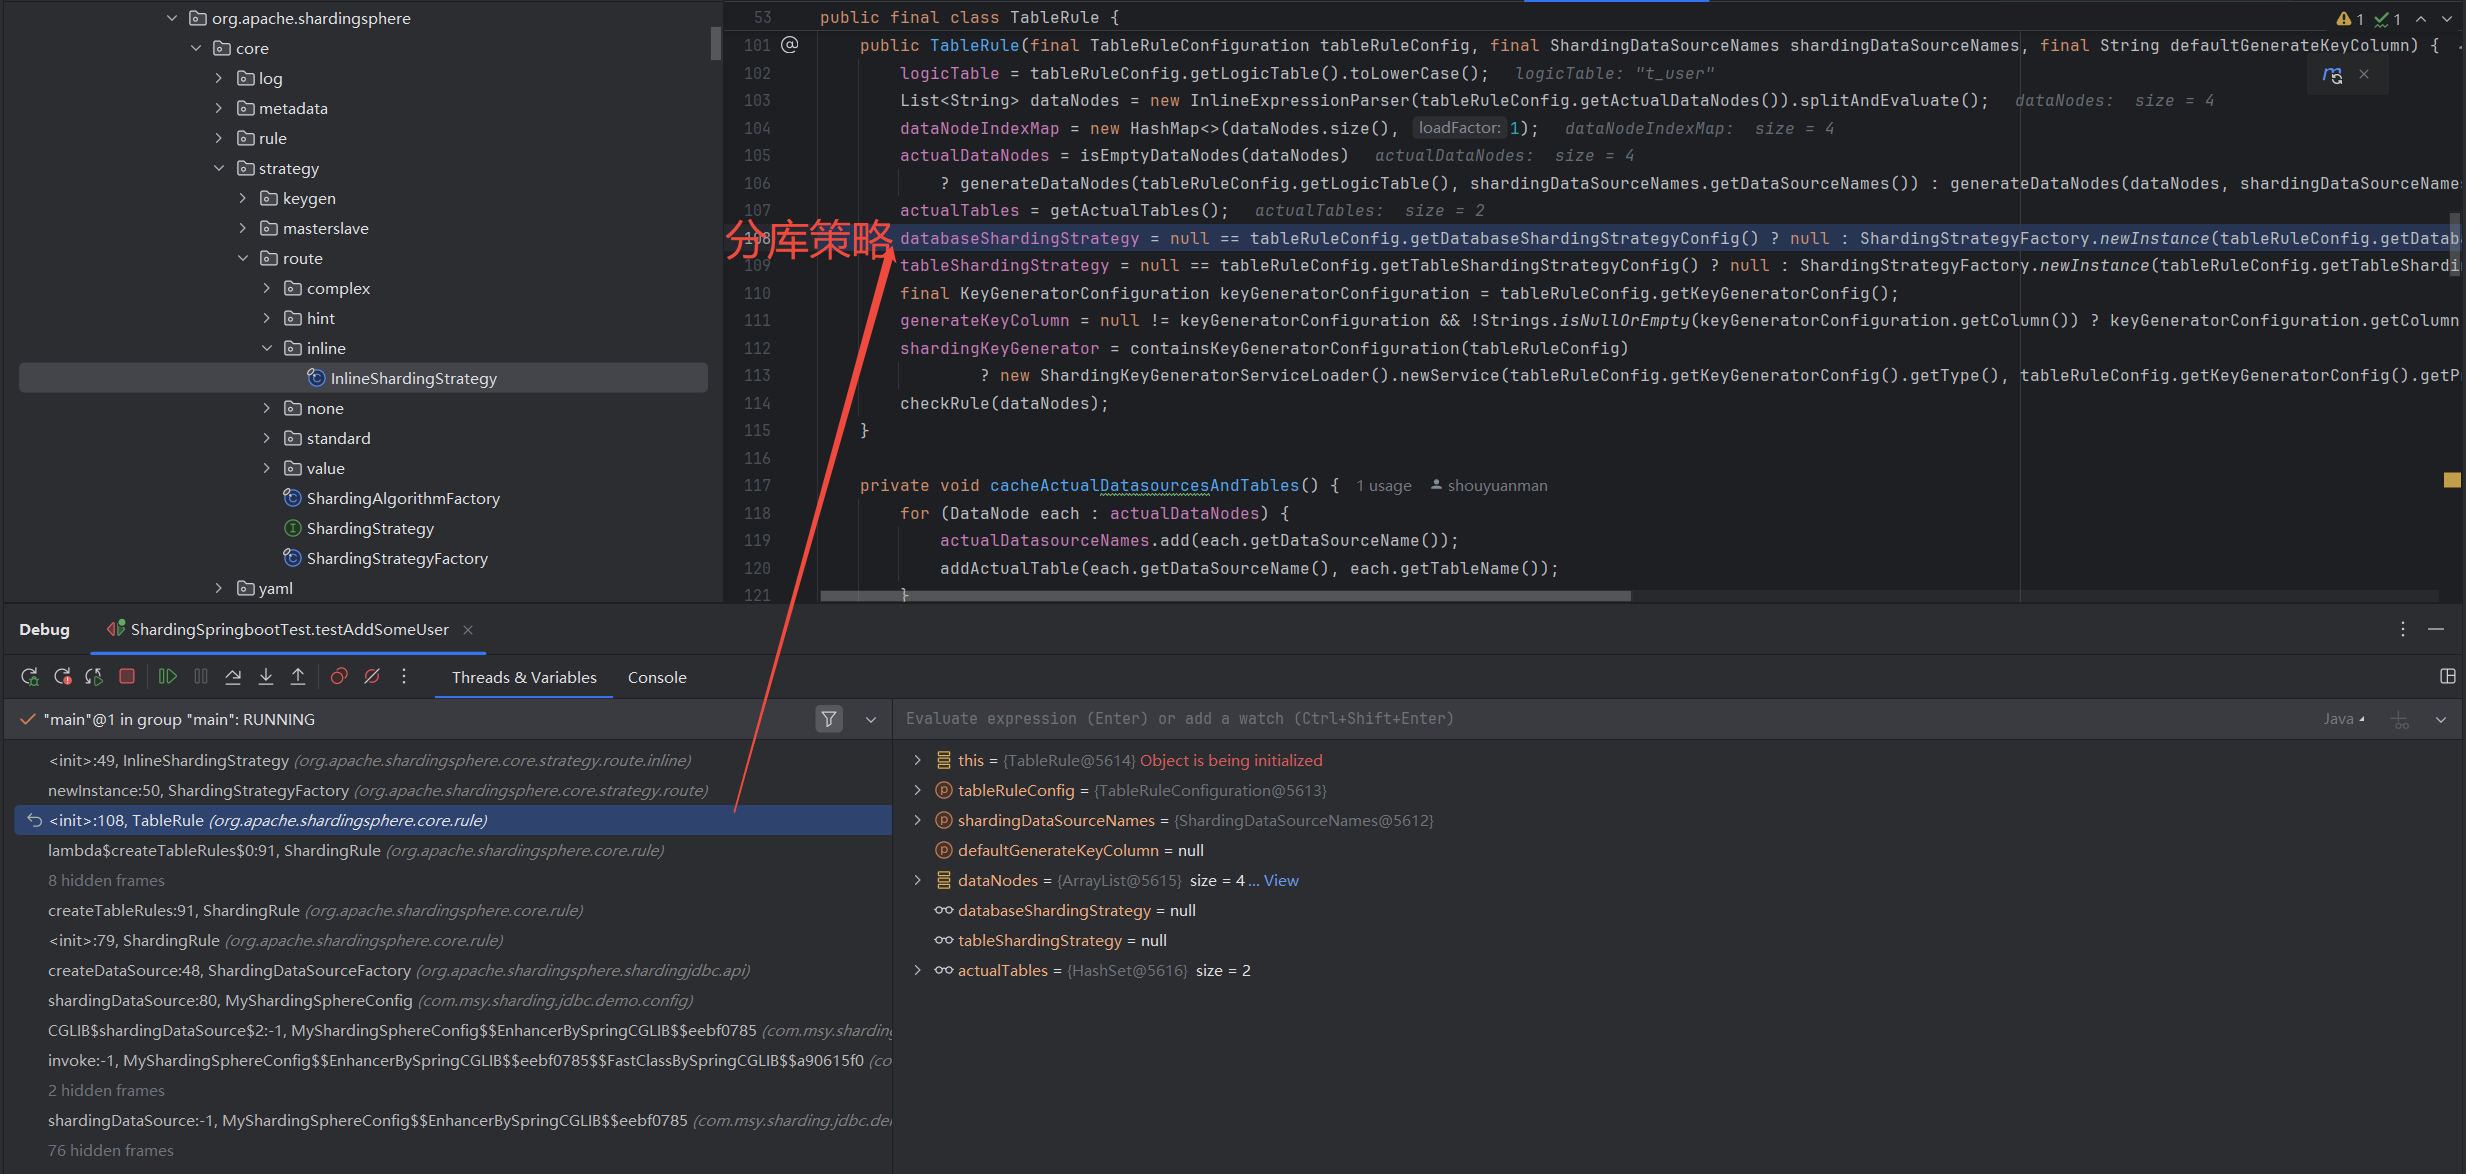 org.apache.shardingsphere
core
log
metadata
rule
strategy
keygen
masterslave
route
complex
hint
inline
InlineShardingStrategy
none
standard
value
ShardingAlgorithmFactory
ShardingStrategy
ShardingStrategyFactory
yaml
53 public final class TableRule {
1 1
101 @ public TableRule(final TableRuleConfiguration tableRuleConfig, final ShardingDataSourceNames shardingDataSourceNames, final String defaultGenerateKeyColumn) {
102 logicTable = tableRuleConfig.getLogicTable().toLowerCase(); logicTable: "t_user"
103 List<String> dataNodes = new InlineExpressionParser(tableRuleConfig.getActualDataNodes()).splitAndEvaluate(); dataNodes: size = 4
104 dataNodeIndexMap = new HashMap<>(dataNodes.size(), loadFactor: 1); dataNodeIndexMap: size = 4
105 actualDataNodes = isEmptyDataNodes(dataNodes) actualDataNodes: size = 4
106 ? generateDataNodes(tableRuleConfig.getLogicTable(), shardingDataSourceNames.getDataSourceNames()) : generateDataNodes(dataNodes, shardingDataSourceNames
107 actualTables = getActualTables(); actualTables: size = 2
分库策略
108 databaseShardingStrategy = null == tableRuleConfig.getDatabaseShardingStrategyConfig() ? null : ShardingStrategyFactory.newInstance(tableRuleConfig.getDatab
109 tableShardingStrategy = null == tableRuleConfig.getTableShardingStrategyConfig() ? null : ShardingStrategyFactory.newInstance(tableRuleConfig.getTableShardi
110 final KeyGeneratorConfiguration keyGeneratorConfiguration = tableRuleConfig.getKeyGeneratorConfig();
111 generateKeyColumn = null != keyGeneratorConfiguration && !Strings.isNullOrEmpty(keyGeneratorConfiguration.getColumn()) ? keyGeneratorConfiguration.getColumn
112 shardingKeyGenerator = containsKeyGeneratorConfiguration(tableRuleConfig)
113 ? new ShardingKeyGeneratorServiceLoader().newService(tableRuleConfig.getKeyGeneratorConfig().getType(), tableRuleConfig.getKeyGeneratorConfig().getP
114 checkRule(dataNodes);
115 }
116
117 private void cacheActualDatasourcesAndTables() { 1 usage shouyuanman
118 for (DataNode each : actualDataNodes) {
119 actualDatasourceNames.add(each.getDataSourceName());
120 addActualTable(each.getDataSourceName(), each.getTableName());
121 }
Debug ShardingSpringbootTest.testAddSomeUser
Threads & Variables Console
"main"@1 in group "main": RUNNING
<init>:49, InlineShardingStrategy (org.apache.shardingsphere.core.strategy.route.inline)
newInstance:50, ShardingStrategyFactory (org.apache.shardingsphere.core.strategy.route)
<init>:108, TableRule (org.apache.shardingsphere.core.rule)
lambda$createTableRules$0:91, ShardingRule (org.apache.shardingsphere.core.rule)
8 hidden frames
createTableRules:91, ShardingRule (org.apache.shardingsphere.core.rule)
<init>:79, ShardingRule (org.apache.shardingsphere.core.rule)
createDataSource:48, ShardingDataSourceFactory (org.apache.shardingsphere.shardingjdbc.api)
shardingDataSource:80, MyShardingSphereConfig (com.msy.sharding.jdbc.demo.config)
CGLIB$shardingDataSource$2:-1, MyShardingSphereConfig$$EnhancerBySpringCGLIB$$eebf0785 (com.msy.sharding
invoke:-1, MyShardingSphereConfig$$EnhancerBySpringCGLIB$$eebf0785$$FastClassBySpringCGLIB$$a90615f0 (co
2 hidden frames
shardingDataSource:-1, MyShardingSphereConfig$$EnhancerBySpringCGLIB$$eebf0785 (com.msy.sharding.jdbc.de
76 hidden frames
Evaluate expression (Enter) or add a watch (Ctrl+Shift+Enter) Java
this = {TableRule@5614} Object is being initialized
tableRuleConfig = {TableRuleConfiguration@5613}
shardingDataSourceNames = {ShardingDataSourceNames@5612}
defaultGenerateKeyColumn = null
dataNodes = {ArrayList@5615} size = 4 ... View
databaseShardingStrategy = null
tableShardingStrategy = null
actualTables = {HashSet@5616} size = 2